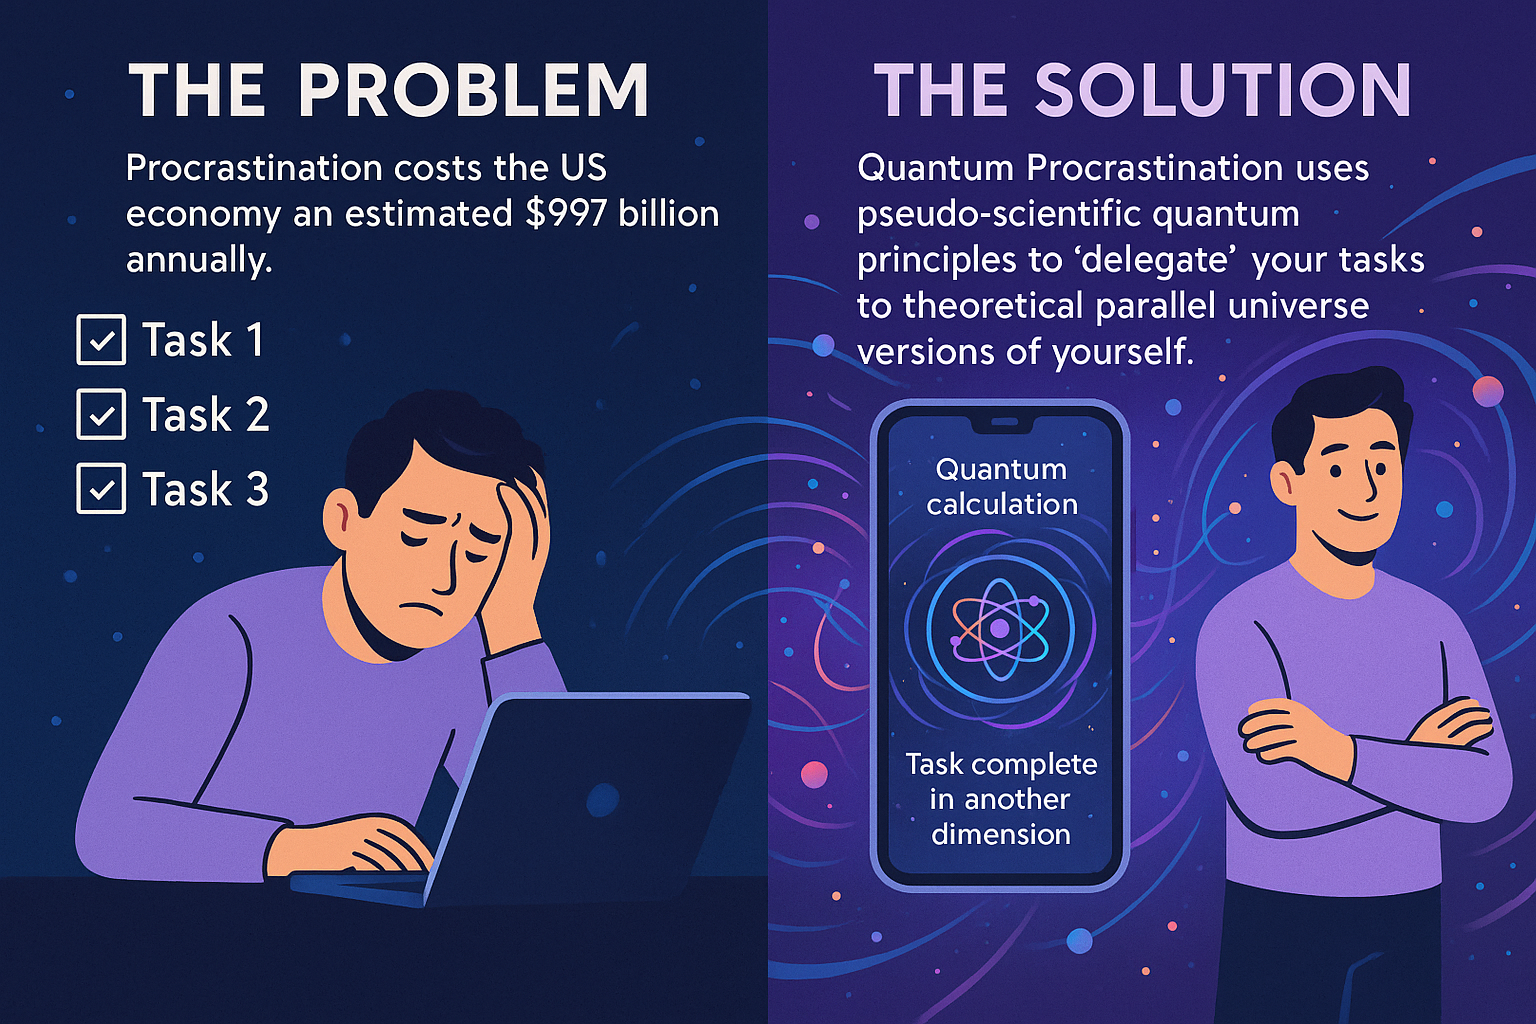 THE PROBLEM
Procrastination costs the US
economy an estimated $997 billion
annually.
Task 1
Task 2
Task 3
THE SOLUTION
Quantum Procrastination uses
pseudo-scientific quantum
principles to ‘delegate’ your tasks
to theoretical parallel universe
versions of yourself.
Quantum
calculation
Task complete
in another
dimension